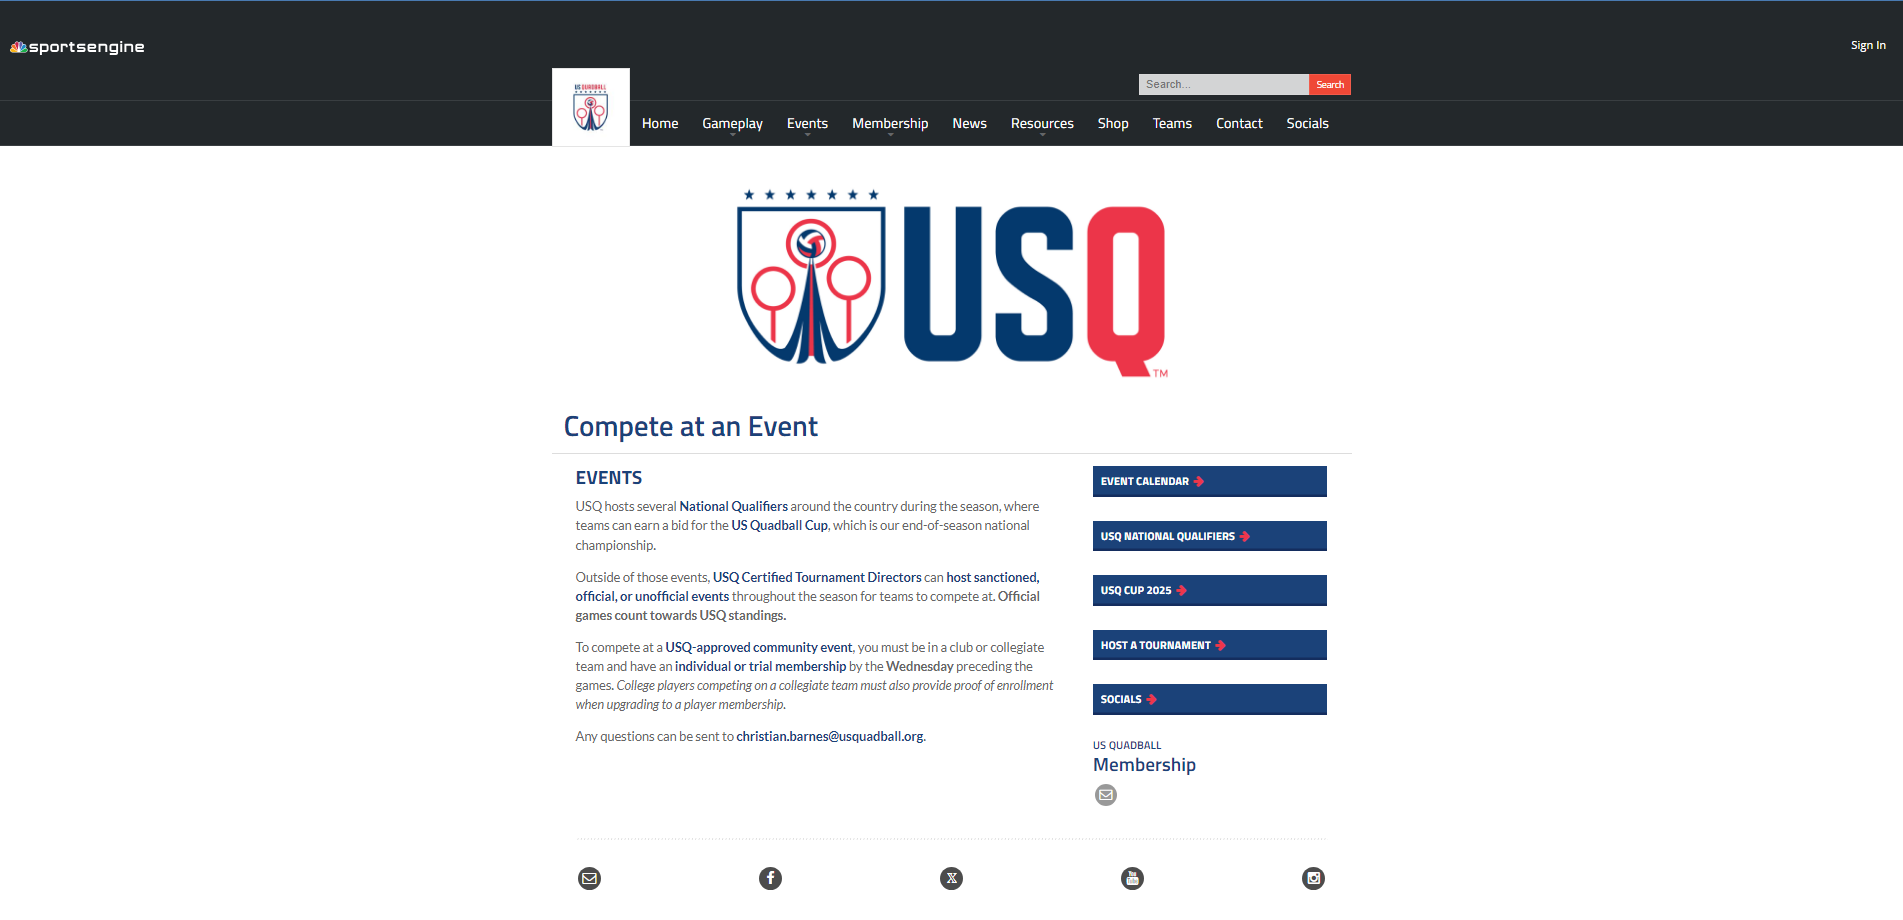 sportsengine
Sign In
US QUADBALL
Search...
Search
Home Gameplay Events Membership News Resources Shop Teams Contact Socials
USQ
TM
Compete at an Event
EVENTS
USQ hosts several National Qualifiers around the country during the season, where
teams can earn a bid for the US Quadball Cup, which is our end-of-season national
championship.
Outside of those events, USQ Certified Tournament Directors can host sanctioned,
official, or unofficial events throughout the season for teams to compete at. Official
games count towards USQ standings.
To compete at a USQ-approved community event, you must be in a club or collegiate
team and have an individual or trial membership by the Wednesday preceding the
games. College players competing on a collegiate team must also provide proof of enrollment
when upgrading to a player membership.
Any questions can be sent to christian.barnes@usquadball.org.
EVENT CALENDAR
USQ NATIONAL QUALIFIERS
USQ CUP 2025
HOST A TOURNAMENT
SOCIALS
US QUADBALL
Membership
You
Tube